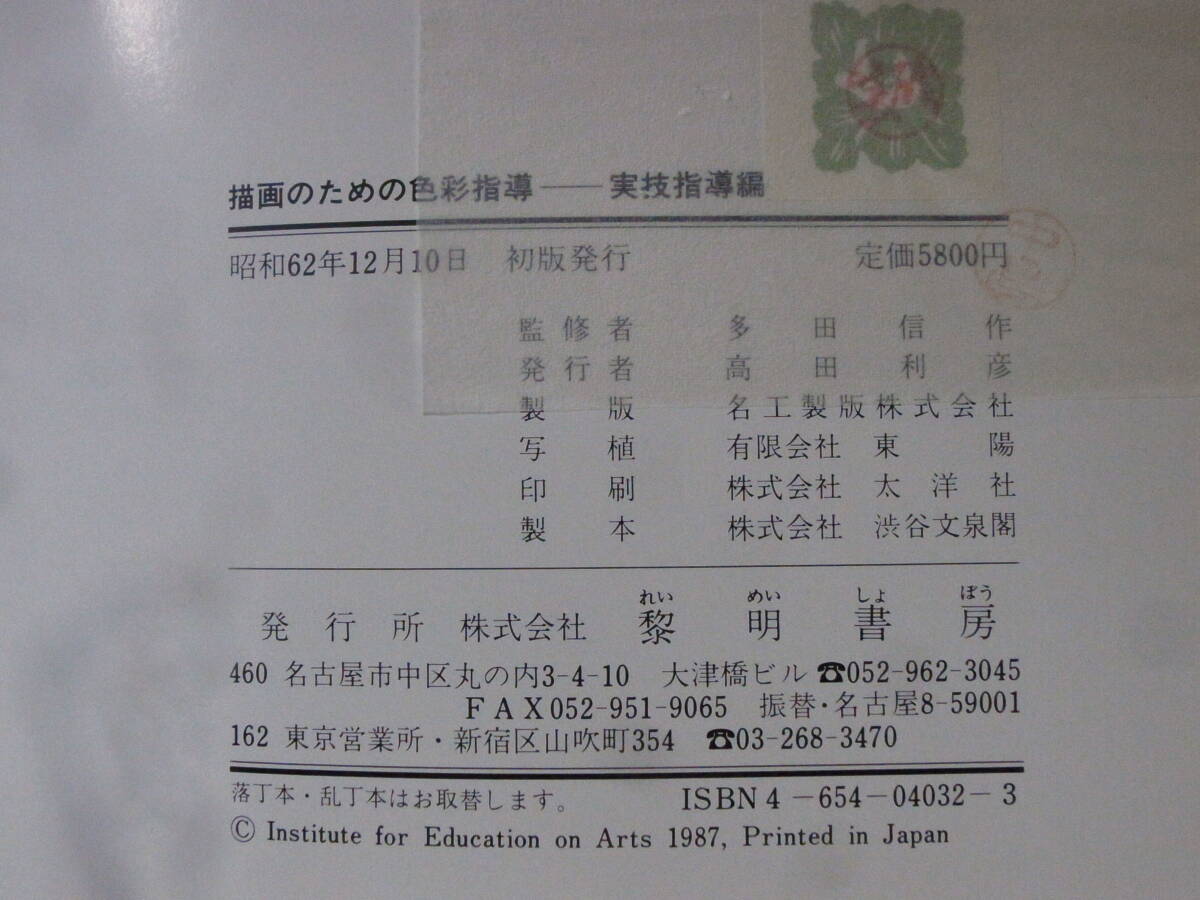 描画のための色彩指導——実技指導編
昭和62年12月10日 初版発行 定価5800円
監修者 多田信作
発行者 高田利彦
製版 名工製版株式会社
写植 有限会社 東陽
印刷 株式会社 太洋社
製本 株式会社 渋谷文泉閣
れい めい しょ ぼう
発行所 株式会社 黎明書房
460 名古屋市中区丸の内3-4-10 大津橋ビル ☎052-962-3045
FAX052-951-9065 振替・名古屋8-59001
162 東京営業所・新宿区山吹町354 ☎03-268-3470
落丁本・乱丁本はお取替します。 ISBN4-654-04032-3
© Institute for Education on Arts 1987, Printed in Japan